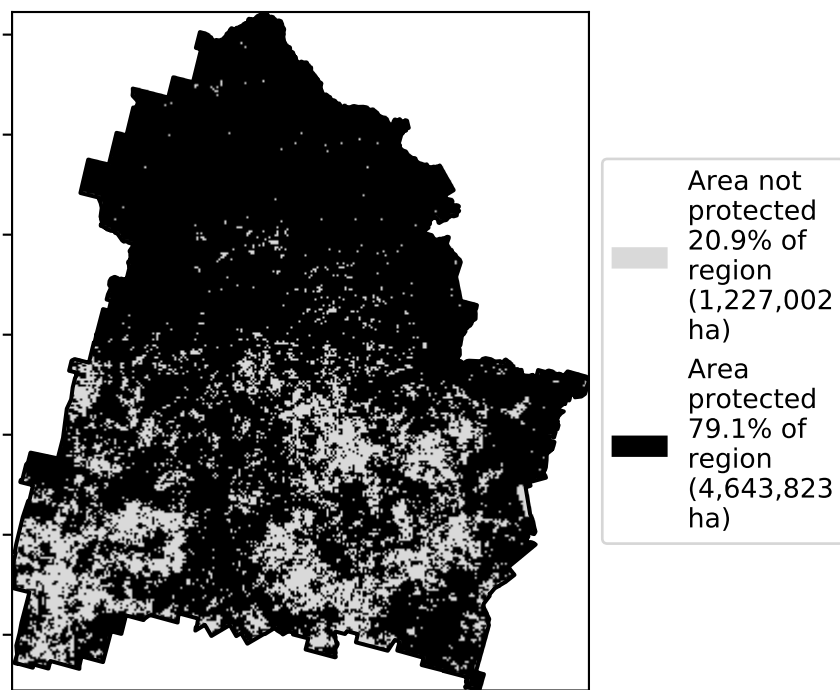 Area not
protected
20.9% of
region
(1,227,002
ha)
Area
protected
79.1% of
region
(4,643,823
ha)